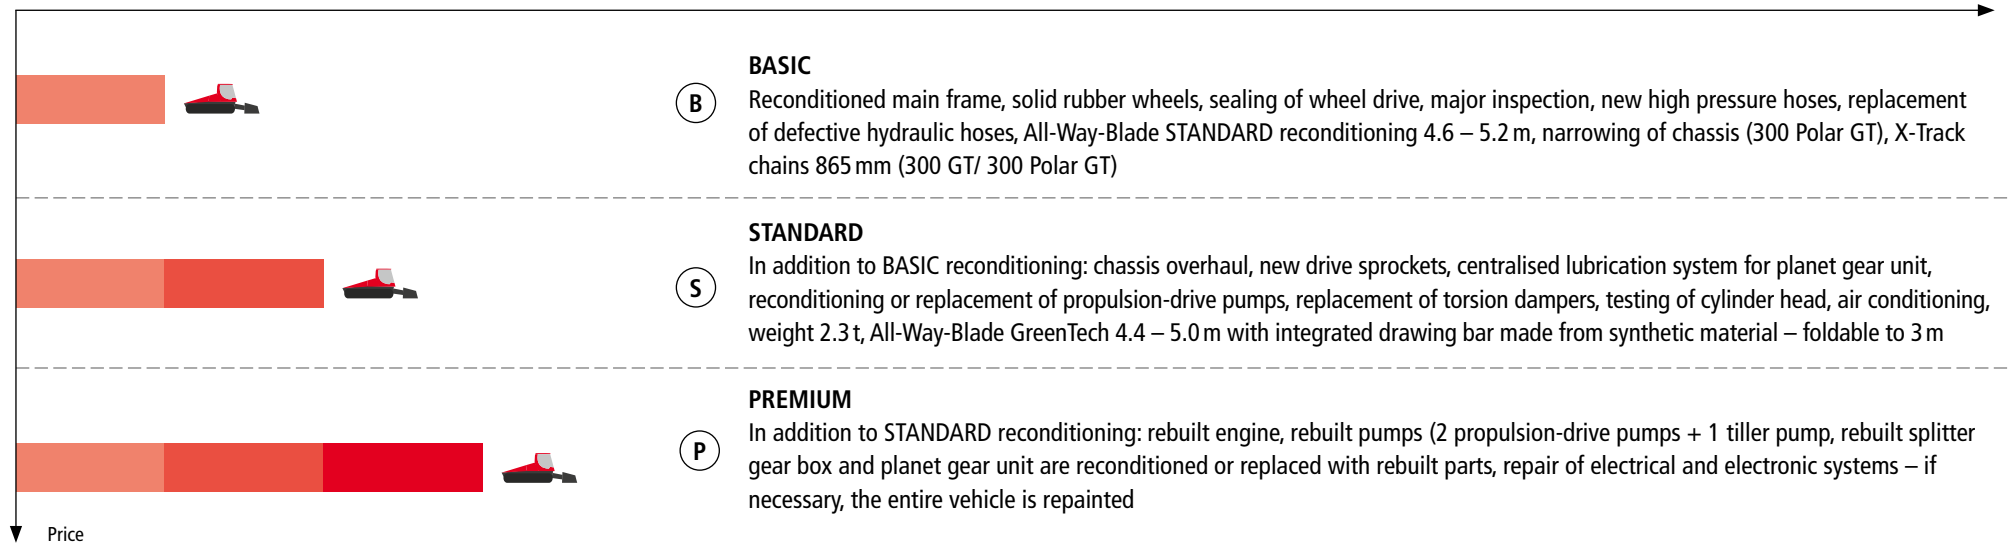 BASIC
B
Reconditioned main frame, solid rubber wheels, sealing of wheel drive, major inspection, new high pressure hoses, replacement
of defective hydraulic hoses, All-Way-Blade STANDARD reconditioning 4.6 – 5.2 m, narrowing of chassis (300 Polar GT), X-Track
chains 865 mm (300 GT/ 300 Polar GT)
STANDARD
S
In addition to BASIC reconditioning: chassis overhaul, new drive sprockets, centralised lubrication system for planet gear unit,
reconditioning or replacement of propulsion-drive pumps, replacement of torsion dampers, testing of cylinder head, air conditioning,
weight 2.3 t, All-Way-Blade GreenTech 4.4 – 5.0 m with integrated drawing bar made from synthetic material – foldable to 3 m
PREMIUM
P
In addition to STANDARD reconditioning: rebuilt engine, rebuilt pumps (2 propulsion-drive pumps + 1 tiller pump, rebuilt splitter
gear box and planet gear unit are reconditioned or replaced with rebuilt parts, repair of electrical and electronic systems – if
necessary, the entire vehicle is repainted
Price